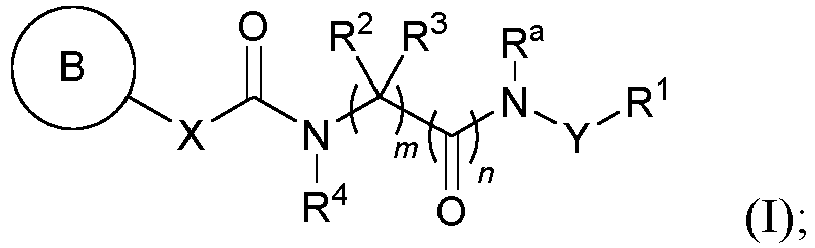 O R² R³ Rᵃ
B N R¹
X N m n Y
R⁴ O
(I);